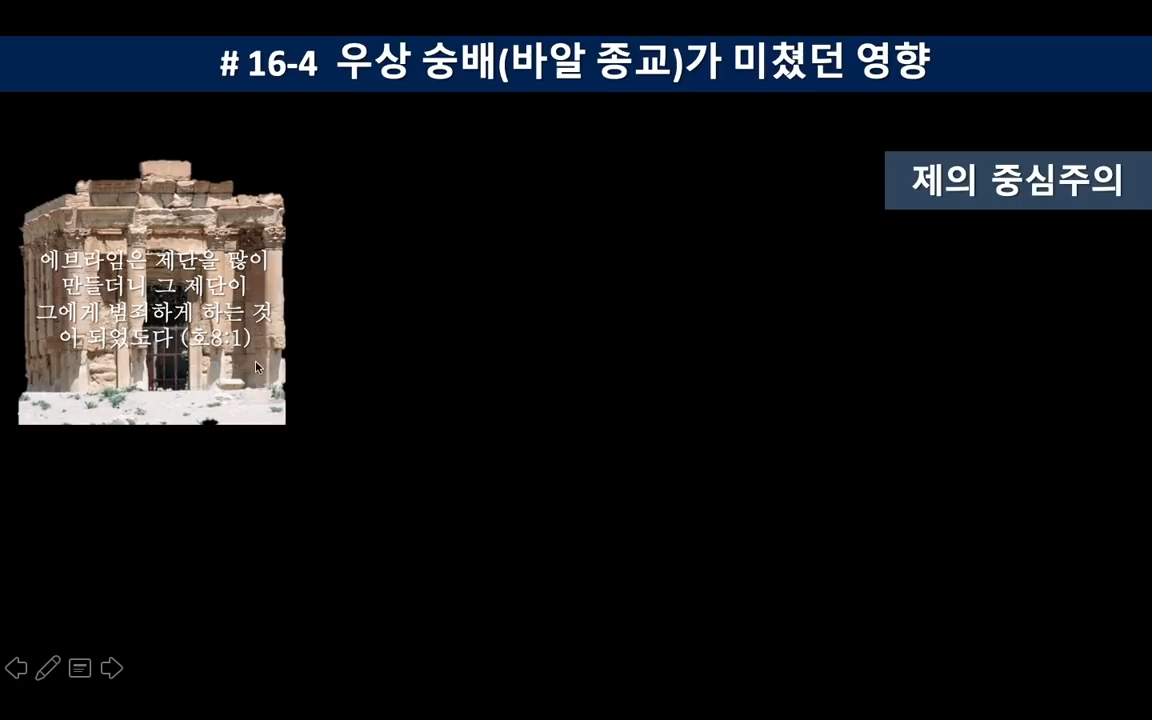 # 16-4 우상 숭배(바알 종교)가 미쳤던 영향
제의 중심주의
에브라임은 제단을 많이
만들더니 그 제단이
그에게 범죄하게 하는 것
이 되었도다 (호8:1)